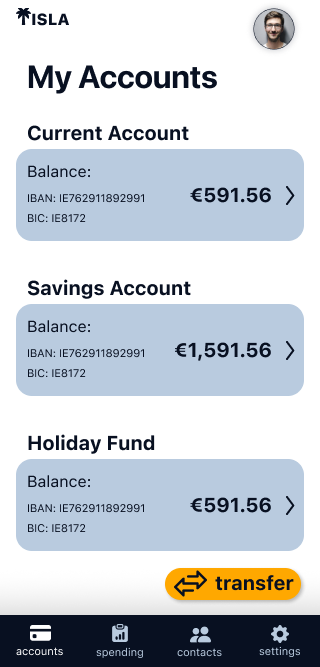 ISLA
My Accounts
Current Account
Balance:
IBAN: IE762911892991
€591.56
BIC: IE8172
Savings Account
Balance:
IBAN: IE762911892991
€1,591.56
BIC: IE8172
Holiday Fund
Balance:
IBAN: IE762911892991
€591.56
BIC: IE8172
transfer
accounts
spending
contacts
settings